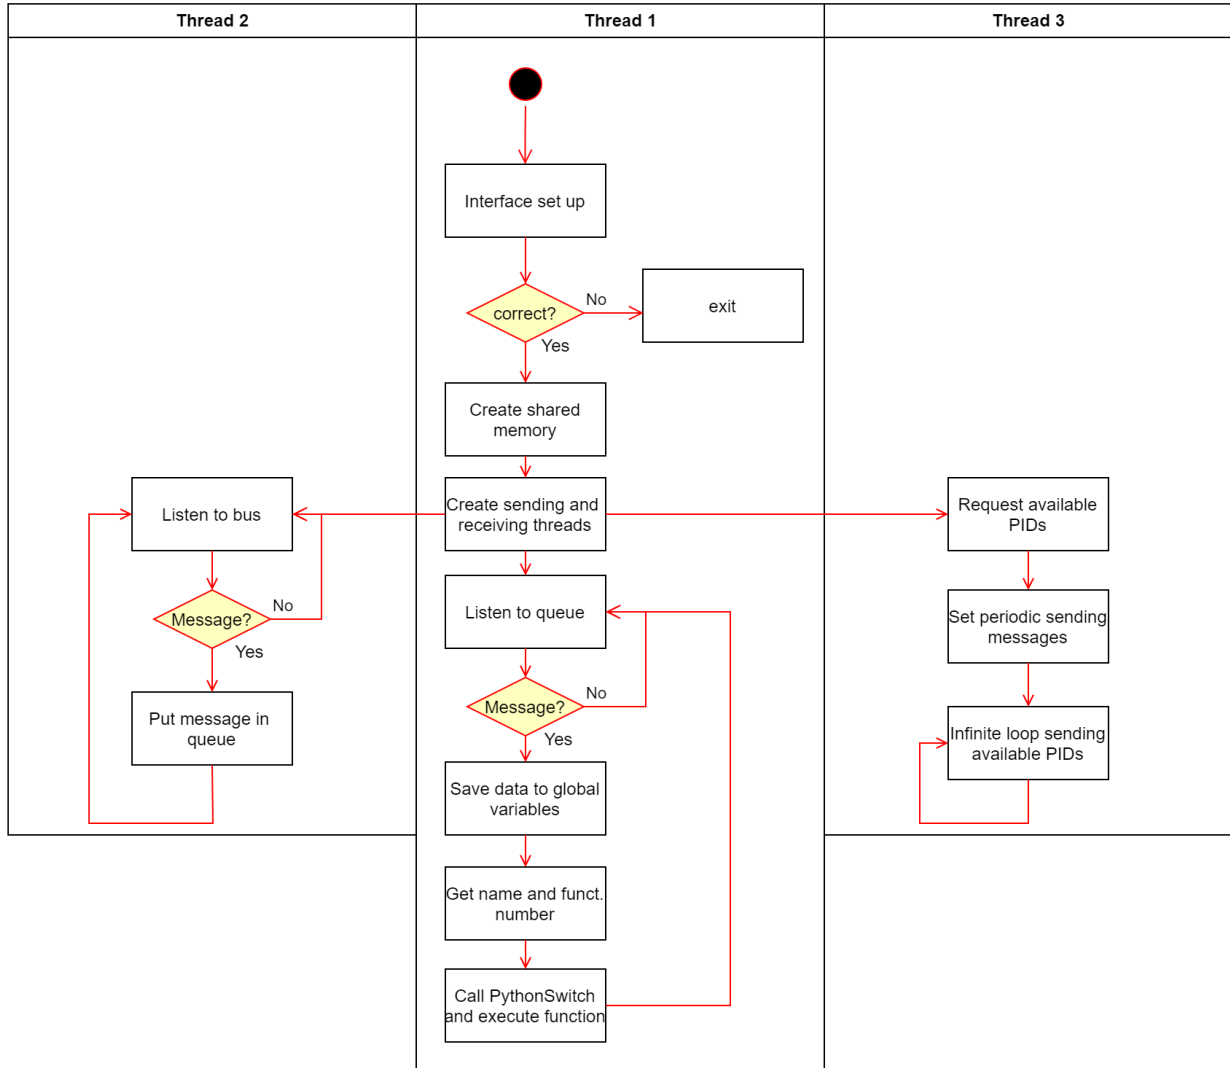 Thread 2
Thread 1
Thread 3
Interface set up
correct?
No
exit
Yes
Create shared
memory
Listen to bus
Create sending and
receiving threads
Request available
PIDs
Message?
No
Yes
Listen to queue
Set periodic sending
messages
Put message in
queue
Message?
No
Yes
Infinite loop sending
available PIDs
Save data to global
variables
Get name and funct.
number
Call PythonSwitch
and execute function